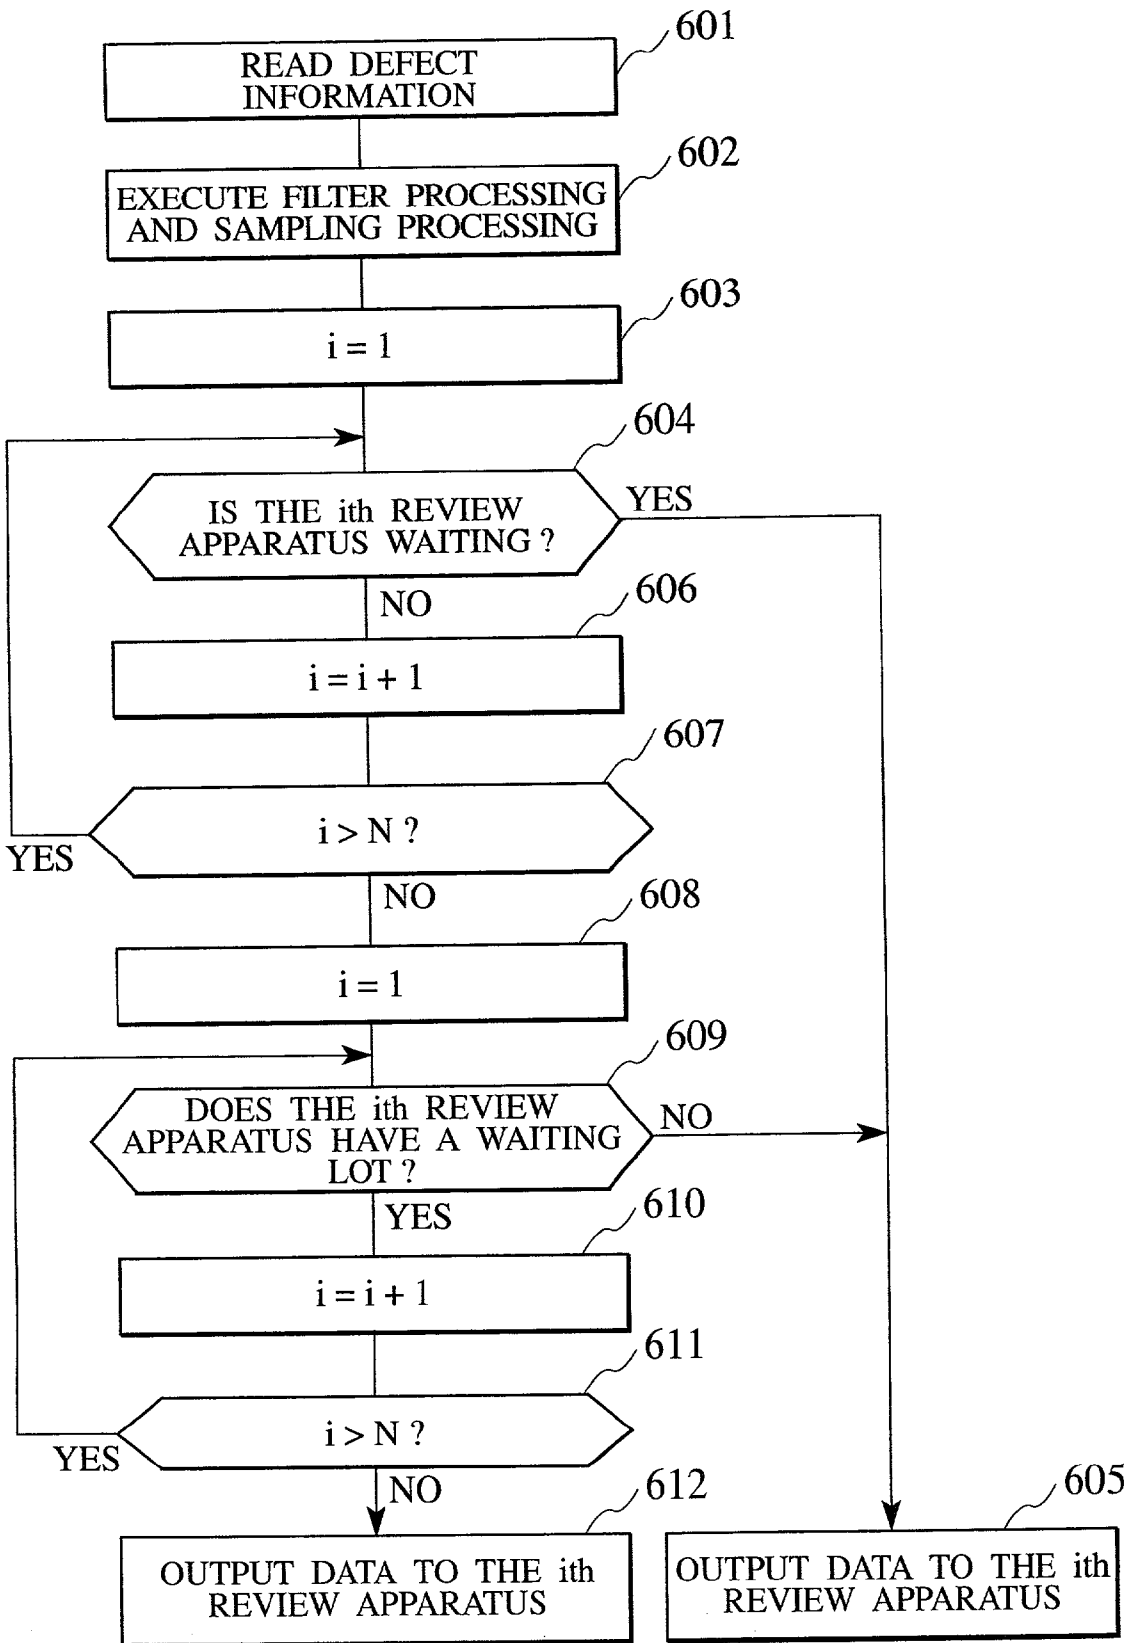 601
READ DEFECT
INFORMATION
602
EXECUTE FILTER PROCESSING
AND SAMPLING PROCESSING
603
i = 1
604
IS THE ith REVIEW
APPARATUS WAITING ?
YES
NO
606
i = i + 1
607
i > N ?
YES
NO
608
i = 1
609
DOES THE ith REVIEW
APPARATUS HAVE A WAITING
LOT ?
NO
YES
610
i = i + 1
611
i > N ?
YES
NO
612
OUTPUT DATA TO THE ith
REVIEW APPARATUS
605
OUTPUT DATA TO THE ith
REVIEW APPARATUS